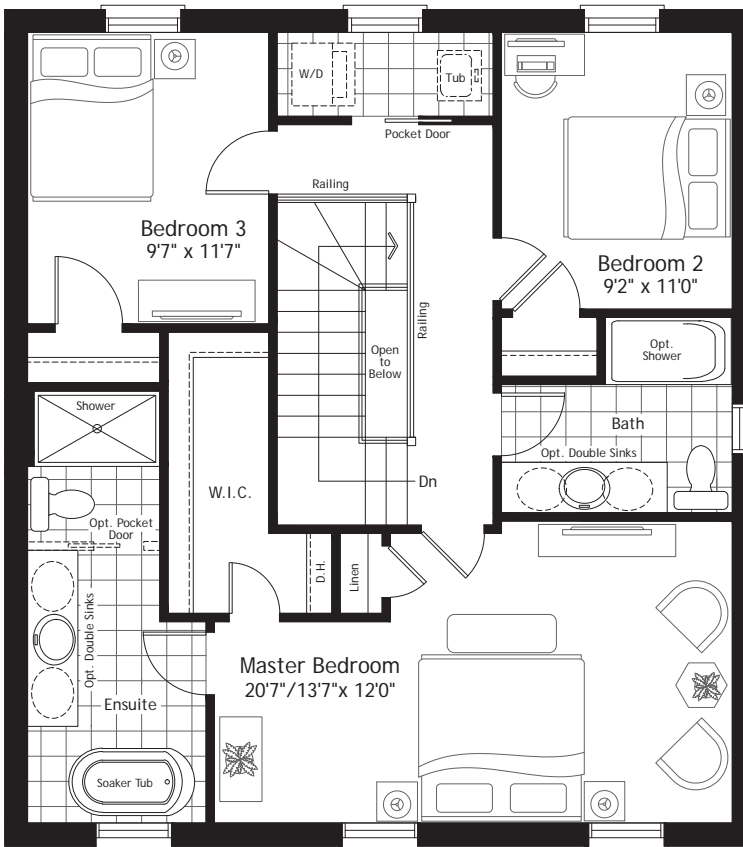 W/D
Tub
Pocket Door
Railing
Bedroom 3
9'7" x 11'7"
Bedroom 2
9'2" x 11'0"
Railing
Open
to
Below
Opt.
Shower
Shower
Bath
Opt. Double Sinks
W.I.C.
Dn
Opt. Pocket
Door
D.H.
Linen
Opt. Double Sinks
Master Bedroom
20'7"/13'7"x 12'0"
Ensuite
Soaker Tub